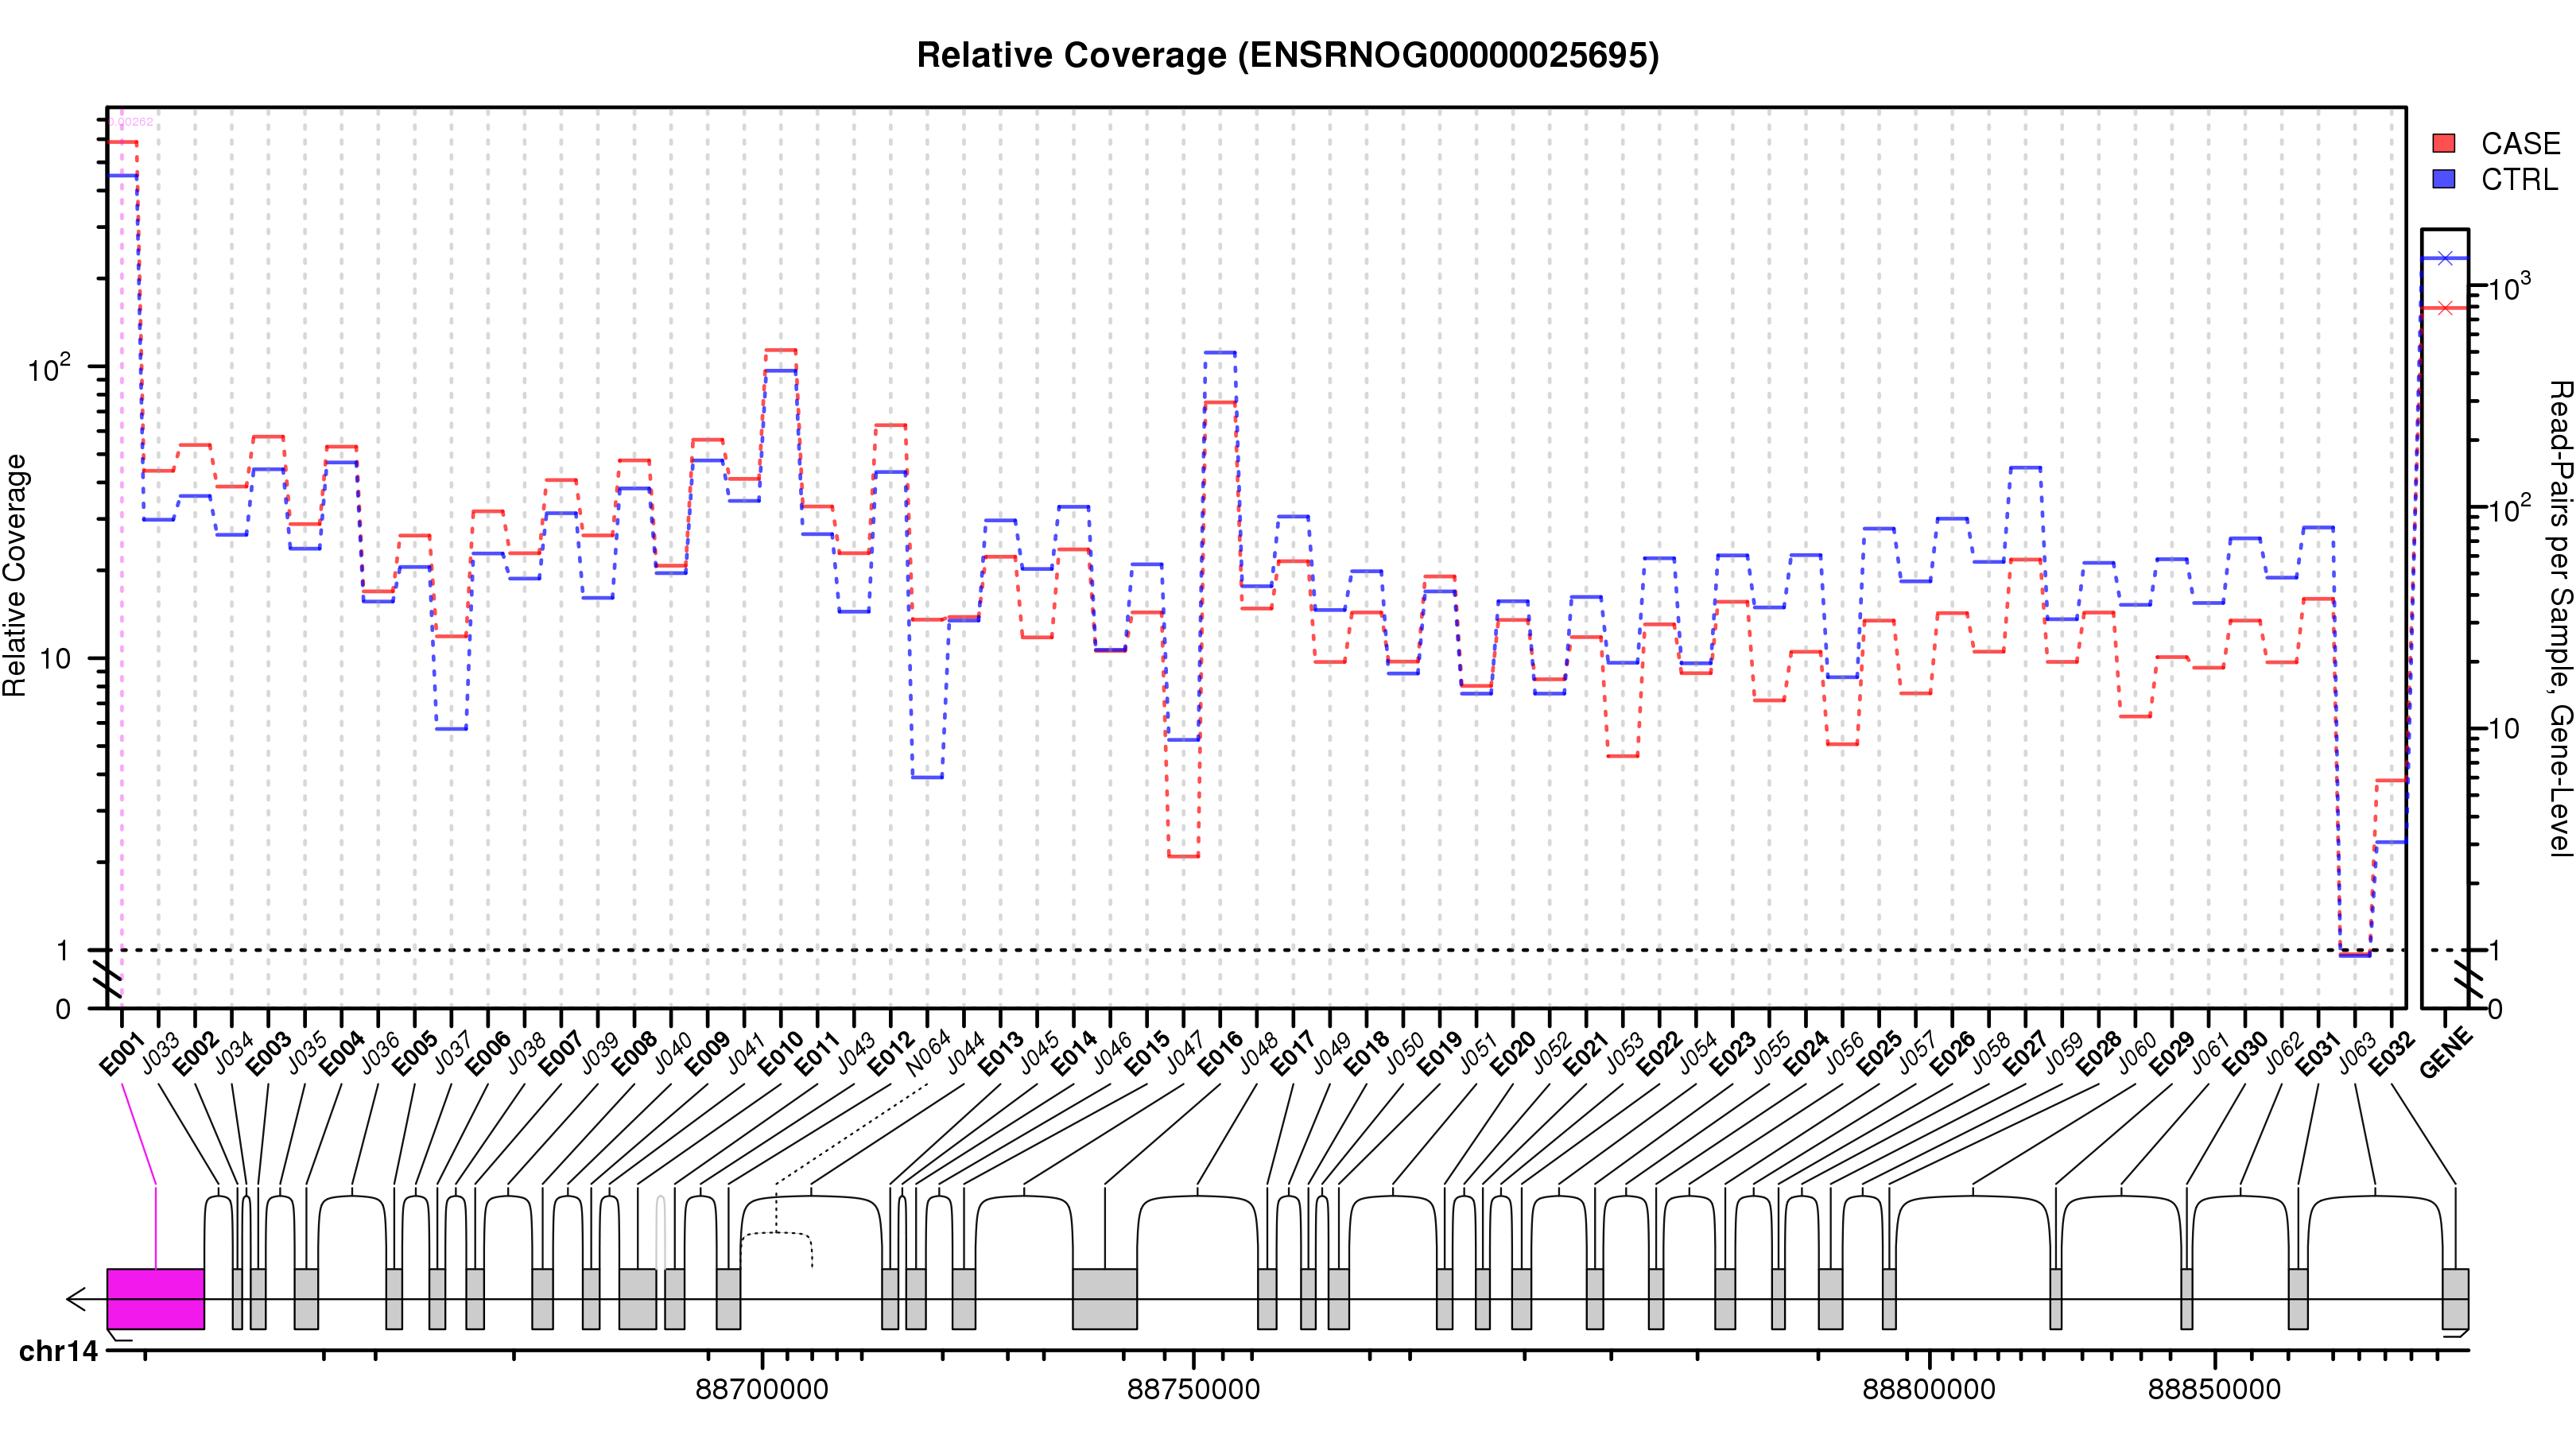 Relative Coverage (ENSRNOG00000025695)
0.00262
CASE
CTRL
Relative Coverage
10²
10
1
0
10³
10²
10
1
0
Read-Pairs per Sample, Gene-Level
E001 J033 E002 J034 E003 J035 E004 J036 E005 J037 E006 J038 E007 J039 E008 J040 E009 J041 E010 E011 J043 E012 N064 J044 E013 J045 E014 J046 E015 J047 E016 J048 E017 J049 E018 J050 E019 J051 E020 J052 E021 J053 E022 J054 E023 J055 E024 J056 E025 J057 E026 J058 E027 J059 E028 J060 E029 J061 E030 J062 E031 J063 E032 GENE
chr14
88700000 88750000 88800000 88850000